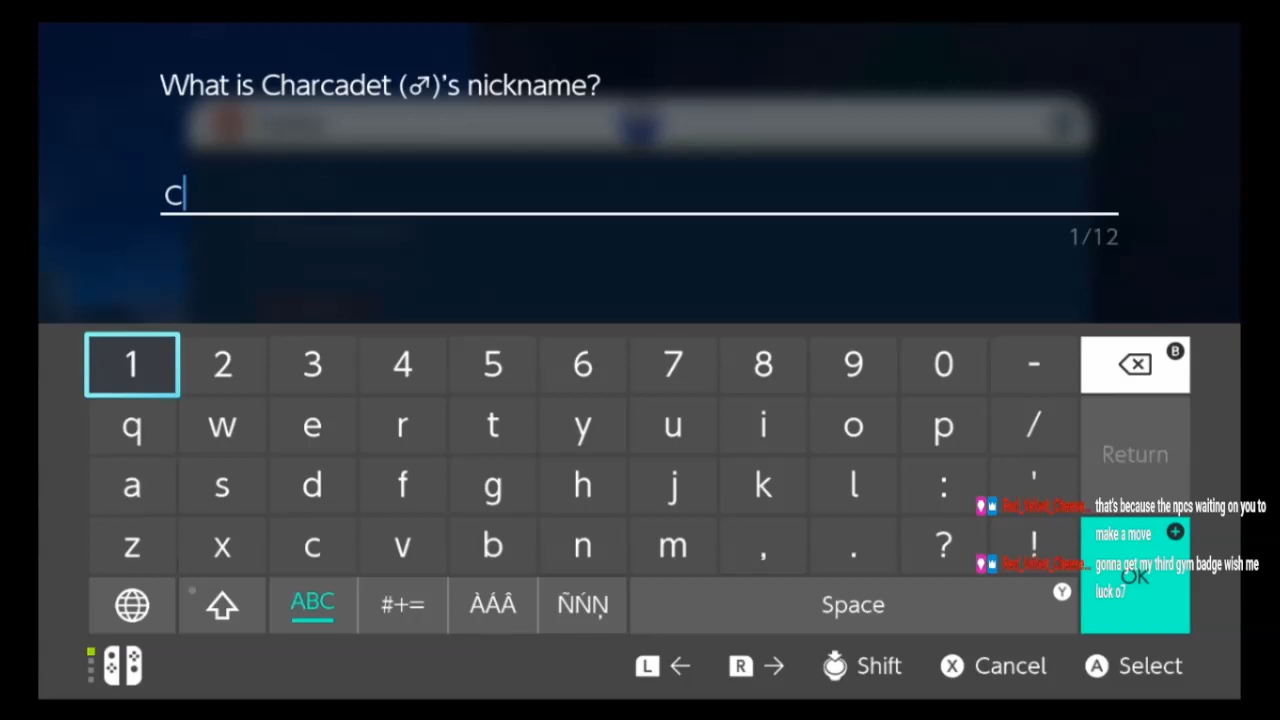 What is Charcadet (♂)'s nickname?
C
1/12
1 2 3 4 5 6 7 8 9 0 -
q w e r t y u i o p /
Return
a s d f g h j k l : '
that's because the npcs waiting on you to
make a move
z x c v b n m , . ? !
gonna get my third gym badge wish me
luck o7
OK
ABC #+= ÀÁÂ ÑŃŅ Space
B
+
Y
L ← R → Shift X Cancel A Select